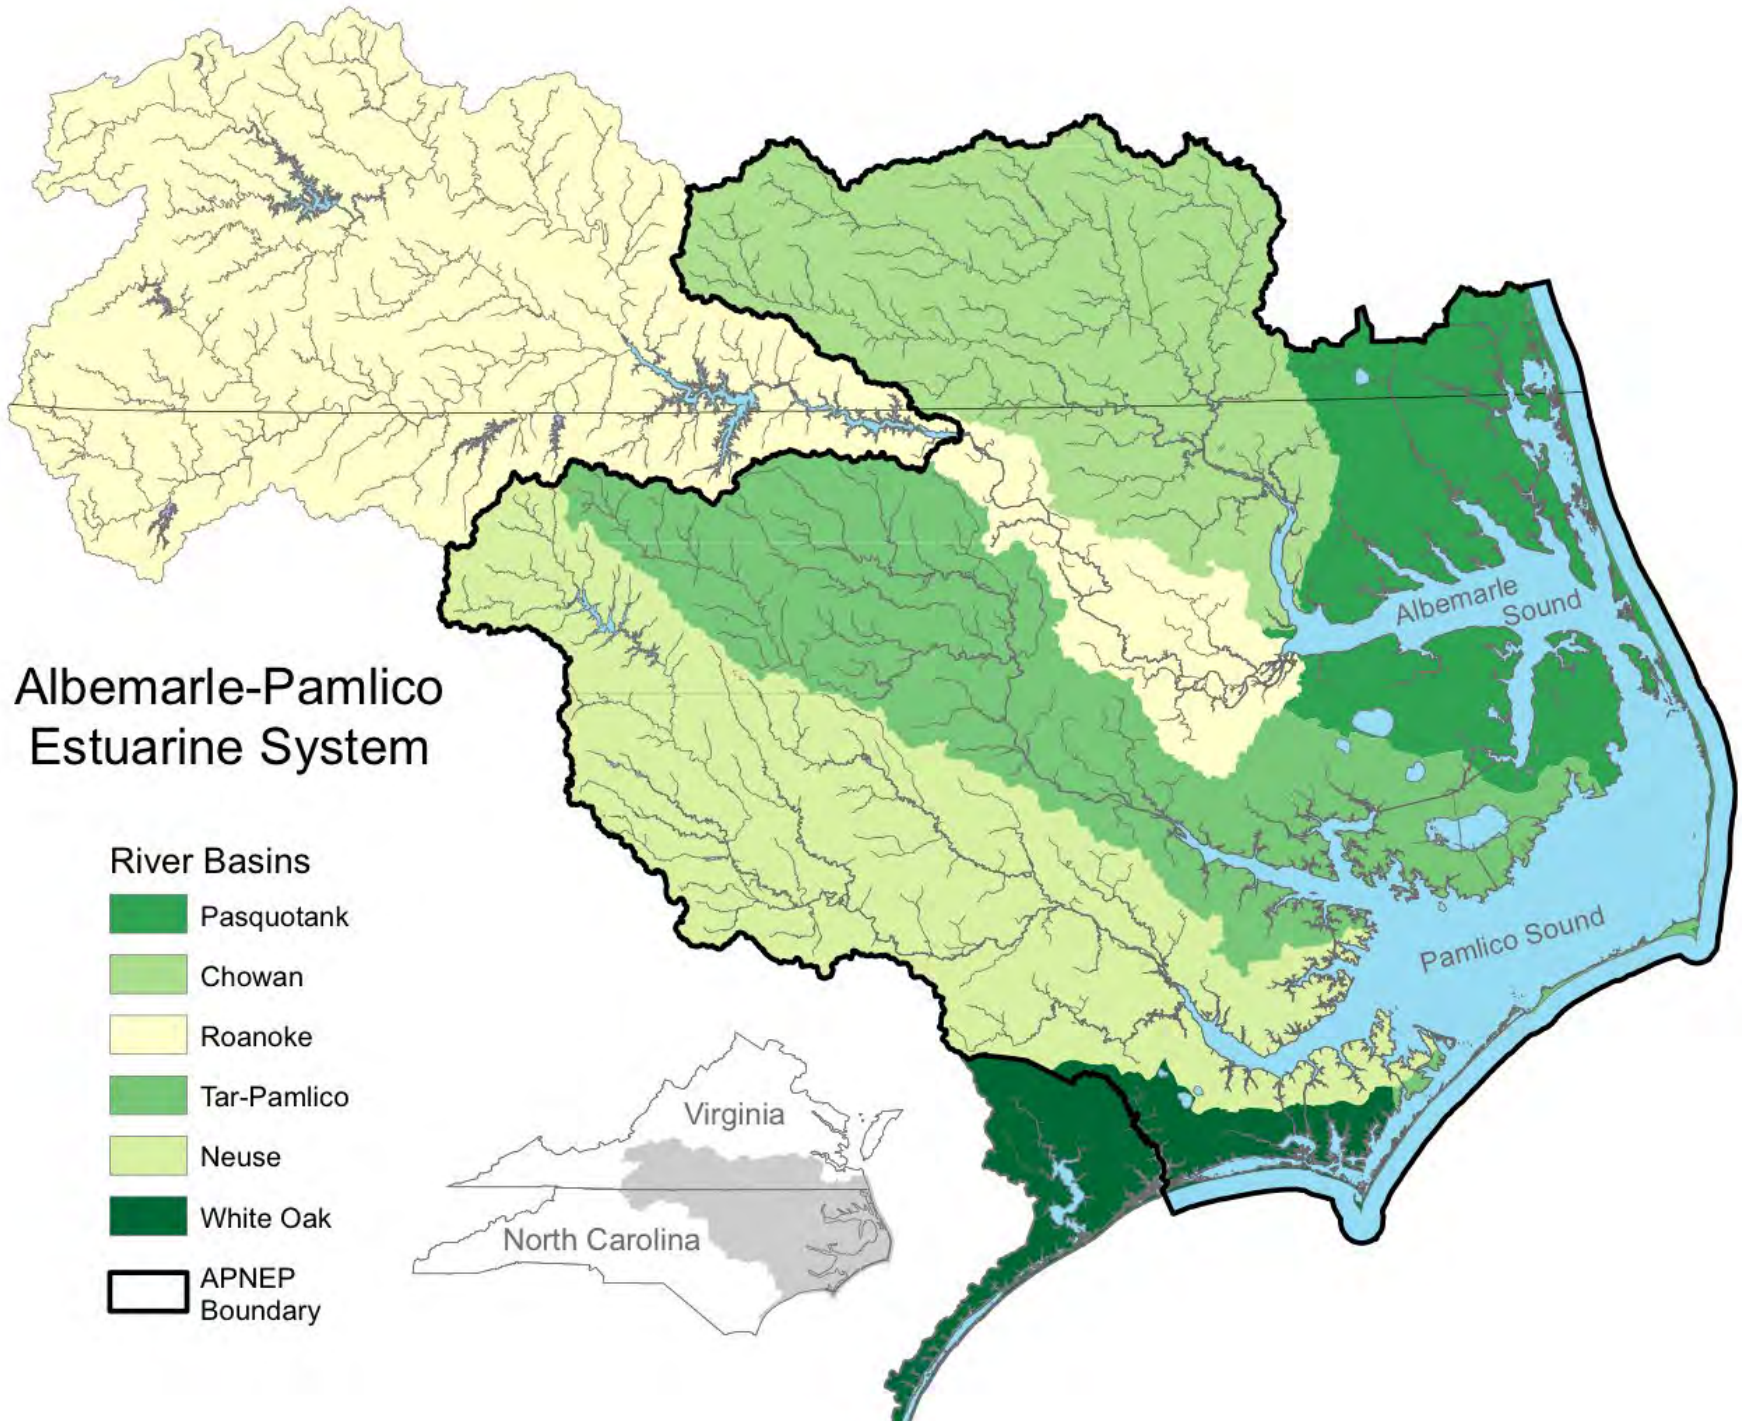 Albemarle
Sound
Albemarle-Pamlico
Estuarine System
River Basins
Pasquotank
Chowan
Roanoke
Tar-Pamlico
Neuse
White Oak
APNEP
Boundary
Pamlico Sound
Virginia
North Carolina